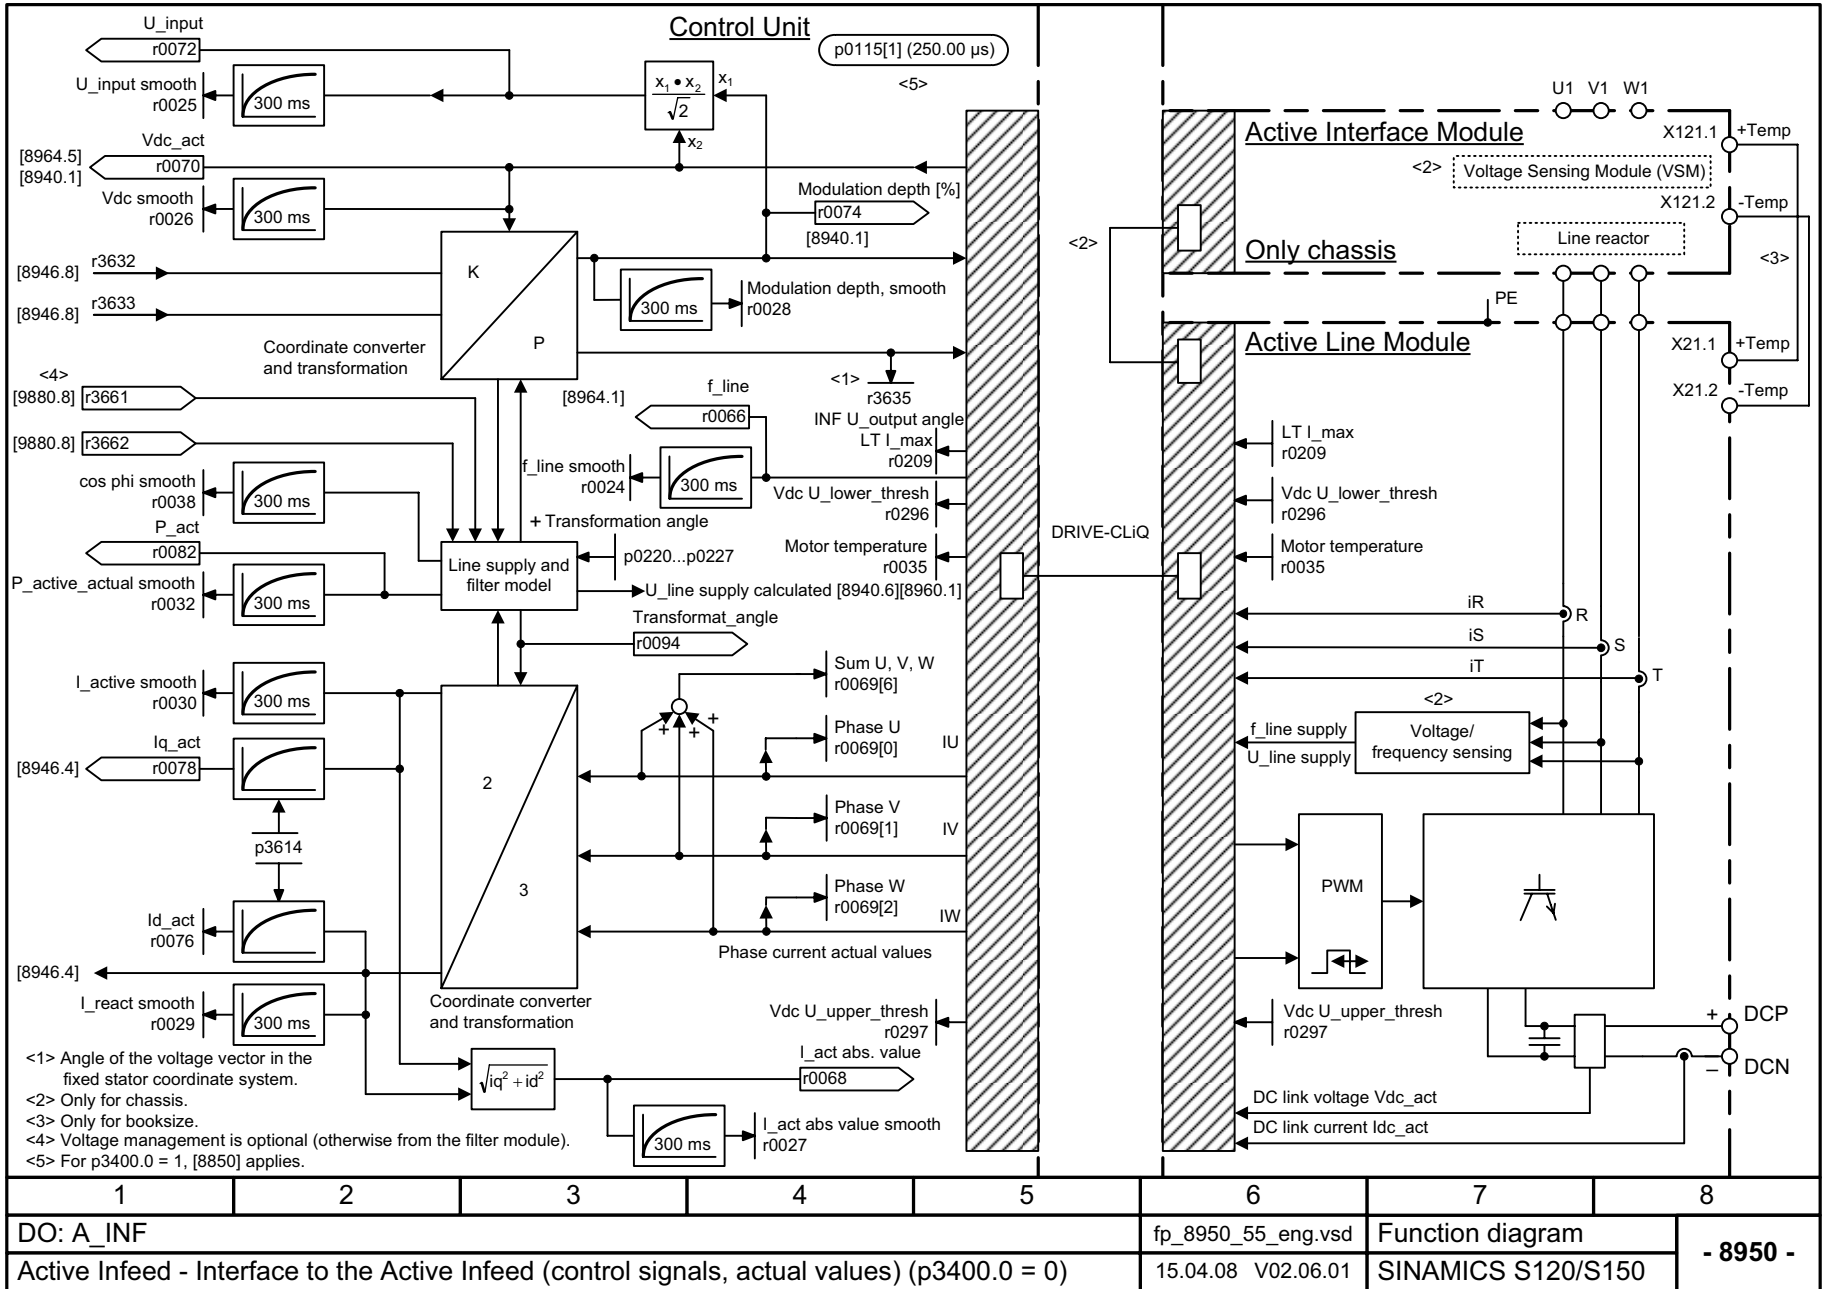 Control Unit
p0115[1] (250.00 µs)
<5>
U_input
r0072
U_input smooth
r0025
300 ms
x1 • x2
√2
x1
x2
Vdc_act
[8964.5]
[8940.1]
r0070
Vdc smooth
r0026
300 ms
Modulation depth [%]
r0074
[8940.1]
[8946.8]
r3632
[8946.8]
r3633
K
P
300 ms
Modulation depth, smooth
r0028
Coordinate converter
and transformation
<4>
[9880.8]
r3661
[9880.8]
r3662
[8964.1]
f_line
r0066
<1>
r3635
INF U_output angle
LT I_max
r0209
f_line smooth
r0024
300 ms
cos phi smooth
r0038
300 ms
Vdc U_lower_thresh
r0296
P_act
r0082
+ Transformation angle
Line supply and
filter model
p0220...p0227
Motor temperature
r0035
P_active_actual smooth
r0032
300 ms
U_line supply calculated [8940.6][8960.1]
Transformat_angle
r0094
I_active smooth
r0030
300 ms
Sum U, V, W
r0069[6]
+
+
+
Iq_act
[8946.4]
r0078
Phase U
r0069[0]
IU
2
3
p3614
Phase V
r0069[1]
IV
Phase W
r0069[2]
IW
Id_act
r0076
Phase current actual values
[8946.4]
I_react smooth
r0029
300 ms
Coordinate converter
and transformation
Vdc U_upper_thresh
r0297
√iq² + id²
I_act abs. value
r0068
300 ms
I_act abs value smooth
r0027
<1> Angle of the voltage vector in the
fixed stator coordinate system.
<2> Only for chassis.
<3> Only for booksize.
<4> Voltage management is optional (otherwise from the filter module).
<5> For p3400.0 = 1, [8850] applies.
<2>
DRIVE-CLiQ
U1 V1 W1
Active Interface Module
X121.1
+Temp
<2>
Voltage Sensing Module (VSM)
X121.2
-Temp
Line reactor
Only chassis
<3>
PE
Active Line Module
X21.1
+Temp
X21.2
-Temp
LT I_max
r0209
Vdc U_lower_thresh
r0296
Motor temperature
r0035
iR
R
iS
S
iT
T
<2>
f_line supply
U_line supply
Voltage/
frequency sensing
PWM
Vdc U_upper_thresh
r0297
+
DCP
–
DCN
DC link voltage Vdc_act
DC link current Idc_act
1 2 3 4 5 6 7 8
DO: A_INF
fp_8950_55_eng.vsd
Function diagram
- 8950 -
Active Infeed - Interface to the Active Infeed (control signals, actual values) (p3400.0 = 0)
15.04.08 V02.06.01
SINAMICS S120/S150